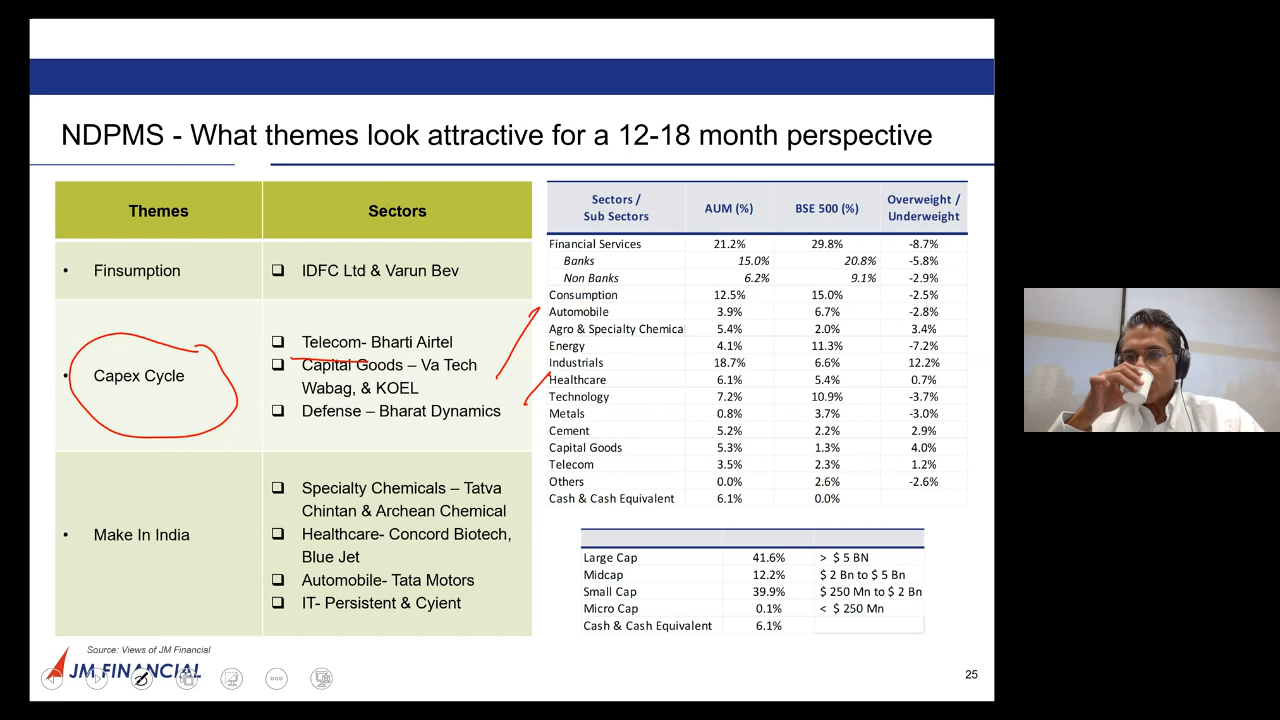 NDPMS - What themes look attractive for a 12-18 month perspective
Themes Sectors
• Finsumption
❑ IDFC Ltd & Varun Bev
• Capex Cycle
❑ Telecom- Bharti Airtel
❑ Capital Goods – Va Tech
Wabag, & KOEL
❑ Defense – Bharat Dynamics
• Make In India
❑ Specialty Chemicals – Tatva
Chintan & Archean Chemical
❑ Healthcare- Concord Biotech,
Blue Jet
❑ Automobile- Tata Motors
❑ IT- Persistent & Cyient
Sectors /
Sub Sectors
AUM (%)
BSE 500 (%)
Overweight /
Underweight
Financial Services 21.2% 29.8% -8.7%
Banks 15.0% 20.8% -5.8%
Non Banks 6.2% 9.1% -2.9%
Consumption 12.5% 15.0% -2.5%
Automobile 3.9% 6.7% -2.8%
Agro & Specialty Chemica 5.4% 2.0% 3.4%
Energy 4.1% 11.3% -7.2%
Industrials 18.7% 6.6% 12.2%
Healthcare 6.1% 5.4% 0.7%
Technology 7.2% 10.9% -3.7%
Metals 0.8% 3.7% -3.0%
Cement 5.2% 2.2% 2.9%
Capital Goods 5.3% 1.3% 4.0%
Telecom 3.5% 2.3% 1.2%
Others 0.0% 2.6% -2.6%
Cash & Cash Equivalent 6.1% 0.0%
Large Cap 41.6% > $ 5 BN
Midcap 12.2% $ 2 Bn to $ 5 Bn
Small Cap 39.9% $ 250 Mn to $ 2 Bn
Micro Cap 0.1% < $ 250 Mn
Cash & Cash Equivalent 6.1%
Source: Views of JM Financial
JM FINANCIAL
25